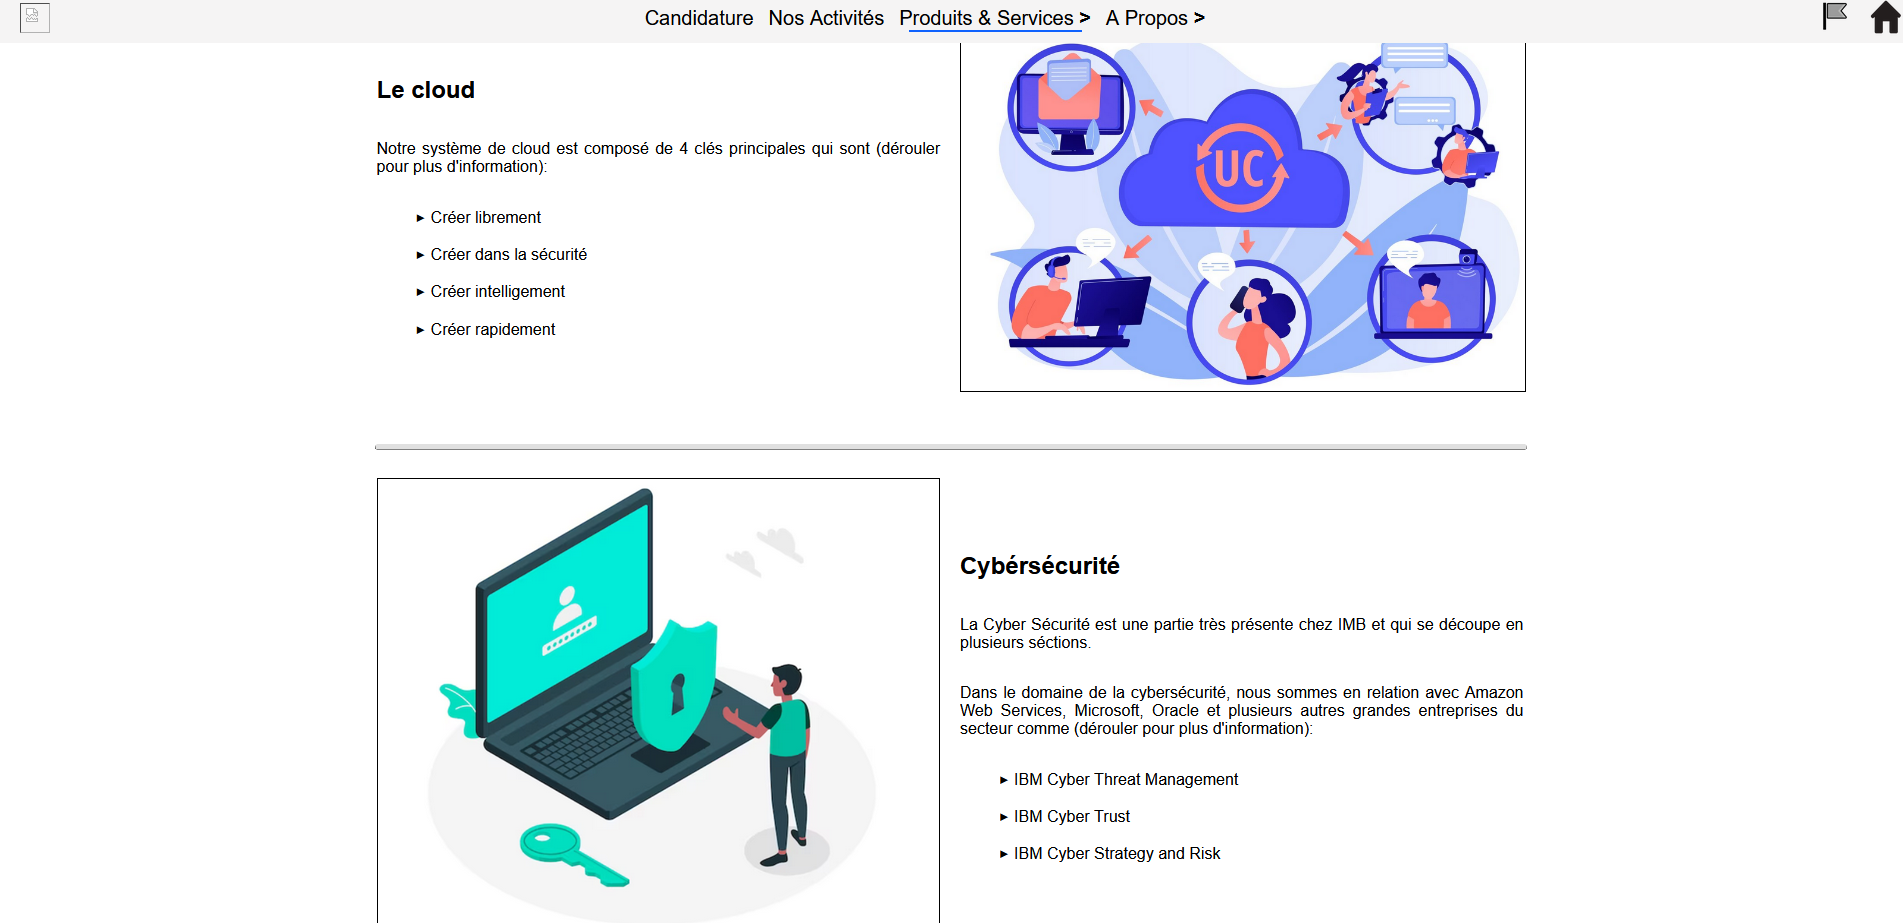 Candidature Nos Activités Produits & Services > A Propos >
Le cloud
Notre système de cloud est composé de 4 clés principales qui sont (dérouler
pour plus d'information):
► Créer librement
► Créer dans la sécurité
► Créer intelligement
► Créer rapidement
UC
Cybérsécurité
La Cyber Sécurité est une partie très présente chez IMB et qui se découpe en
plusieurs séctions.
Dans le domaine de la cybersécurité, nous sommes en relation avec Amazon
Web Services, Microsoft, Oracle et plusieurs autres grandes entreprises du
secteur comme (dérouler pour plus d'information):
► IBM Cyber Threat Management
► IBM Cyber Trust
► IBM Cyber Strategy and Risk